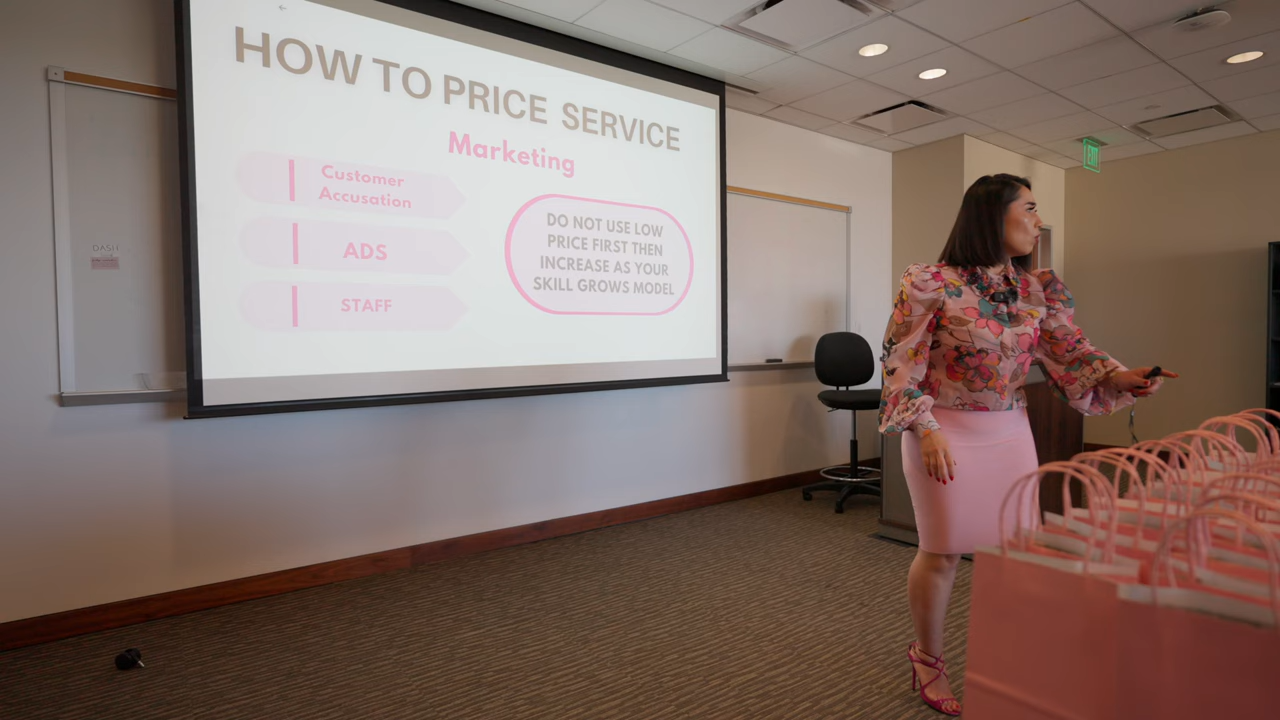 HOW TO PRICE SERVICE
Marketing
Customer
Accusation
ADS
STAFF
DO NOT USE LOW
PRICE FIRST THEN
INCREASE AS YOUR
SKILL GROWS MODEL
EXIT